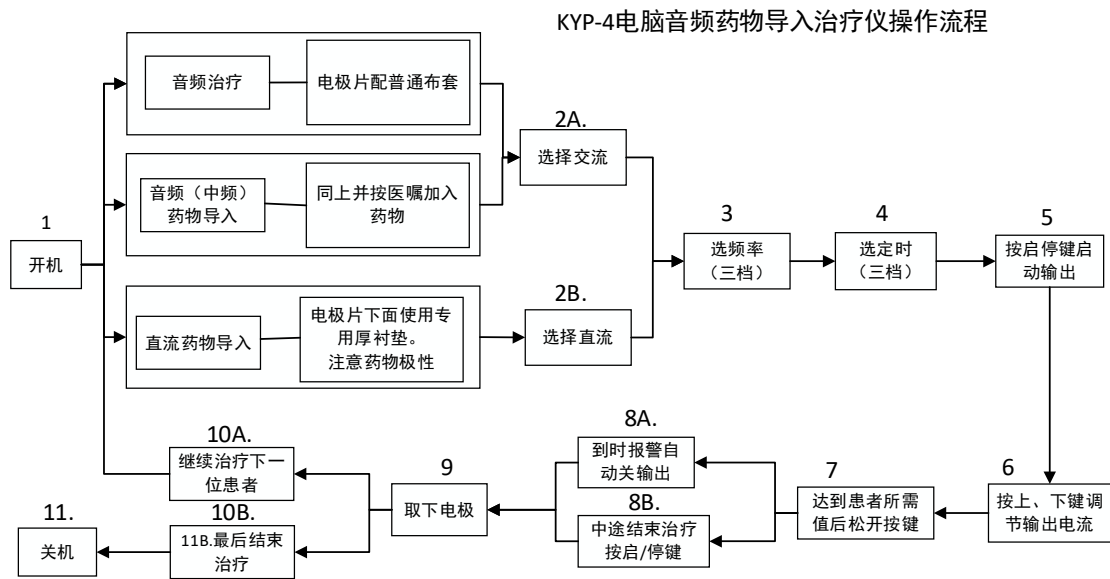 KYP-4电脑音频药物导入治疗仪操作流程
音频治疗
电极片配普通布套
2A.
选择交流
音频（中频）
药物导入
同上并按医嘱加入
药物
1
开机
3
选频率
（三档）
4
选定时
（三档）
5
按启停键启
动输出
直流药物导入
电极片下面使用专
用厚衬垫。
注意药物极性
2B.
选择直流
10A.
继续治疗下一
位患者
9
取下电极
8A.
到时报警自
动关输出
7
达到患者所需
值后松开按键
6
按上、下键调
节输出电流
11.
关机
10B.
11B.最后结束
治疗
8B.
中途结束治疗
按启/停键